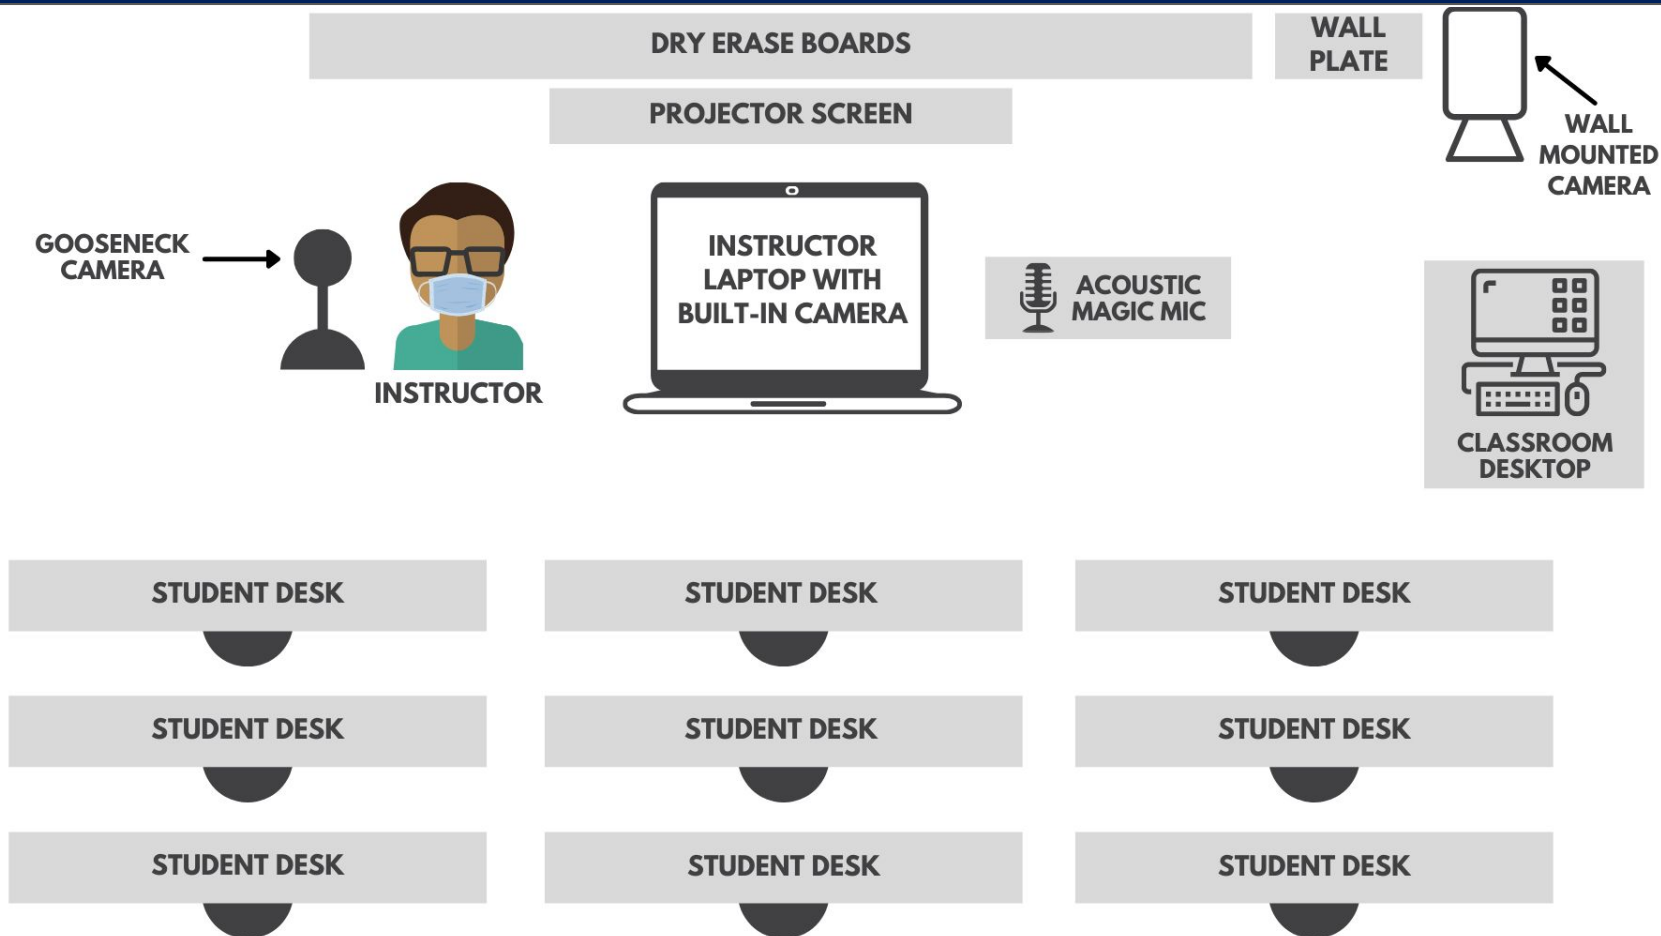 DRY ERASE BOARDS
WALL
PLATE
PROJECTOR SCREEN
WALL
MOUNTED
CAMERA
GOOSENECK
CAMERA
INSTRUCTOR
INSTRUCTOR
LAPTOP WITH
BUILT-IN CAMERA
ACOUSTIC
MAGIC MIC
CLASSROOM
DESKTOP
STUDENT DESK
STUDENT DESK
STUDENT DESK
STUDENT DESK
STUDENT DESK
STUDENT DESK
STUDENT DESK
STUDENT DESK
STUDENT DESK